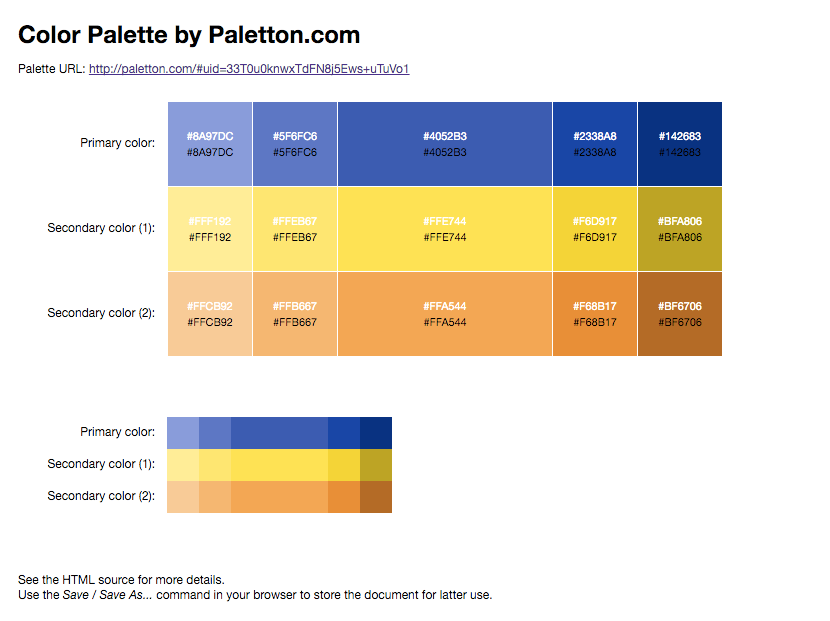 Color Palette by Paletton.com
Palette URL: http://paletton.com/#uid=33T0u0knwxTdFN8j5Ews+uTuVo1
Primary color:
#8A97DC #5F6FC6 #4052B3 #2338A8 #142683
#8A97DC #5F6FC6 #4052B3 #2338A8 #142683
Secondary color (1):
#FFF192 #FFEB67 #FFE744 #F6D917 #BFA806
#FFF192 #FFEB67 #FFE744 #F6D917 #BFA806
Secondary color (2):
#FFCB92 #FFB667 #FFA544 #F68B17 #BF6706
#FFCB92 #FFB667 #FFA544 #F68B17 #BF6706
Primary color:
Secondary color (1):
Secondary color (2):
See the HTML source for more details.
Use the Save / Save As... command in your browser to store the document for latter use.